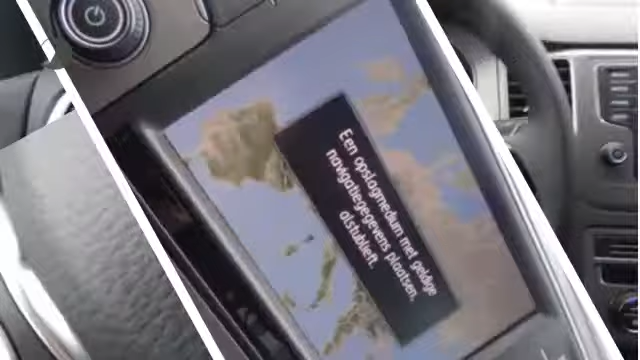 Een opslagmedium met geldige
navigatiegegevens plaatsen,
alstublieft.